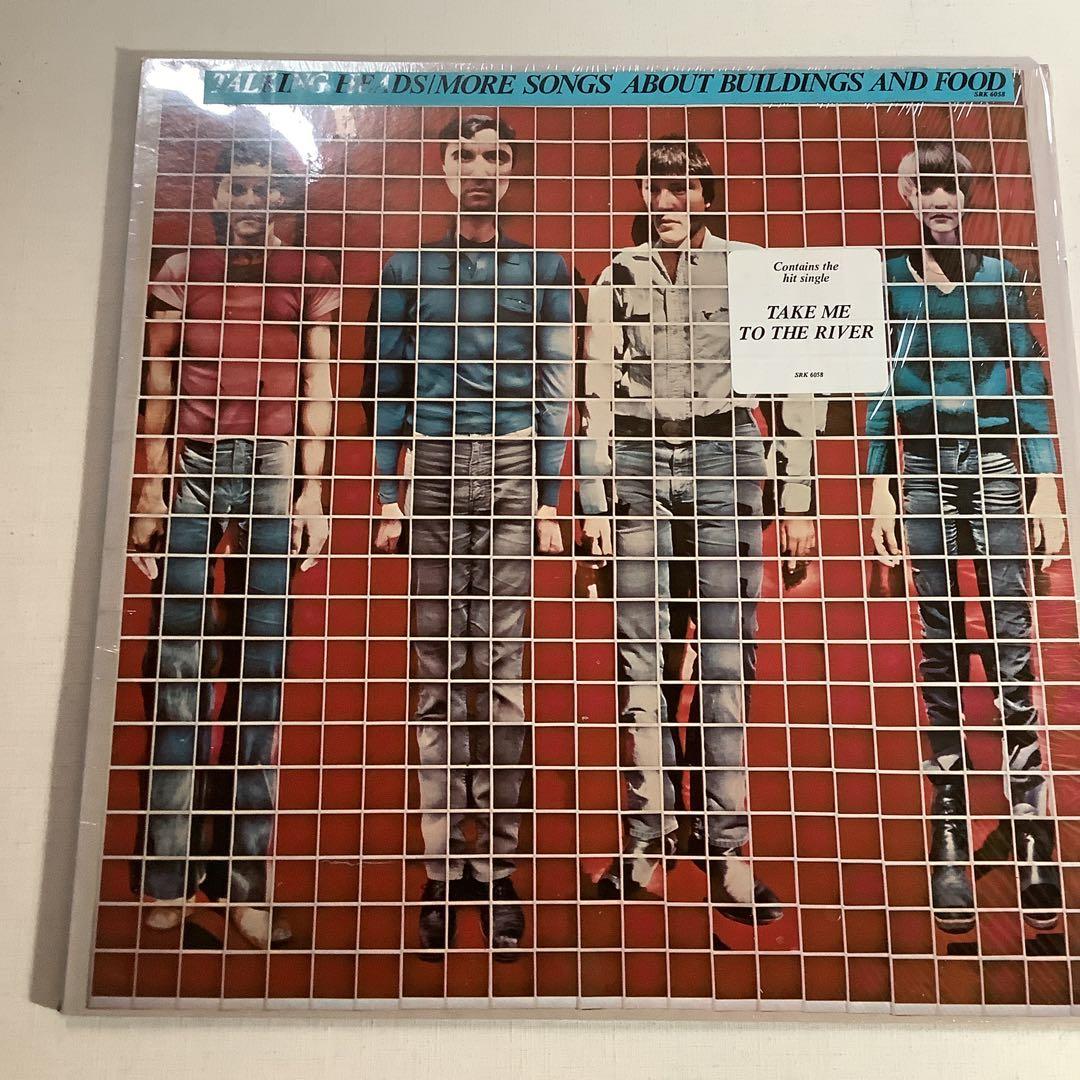 TALKING HEADS/MORE SONGS ABOUT BUILDINGS AND FOOD
SRK 6058
Contains the
hit single
TAKE ME
TO THE RIVER
SRK 6058